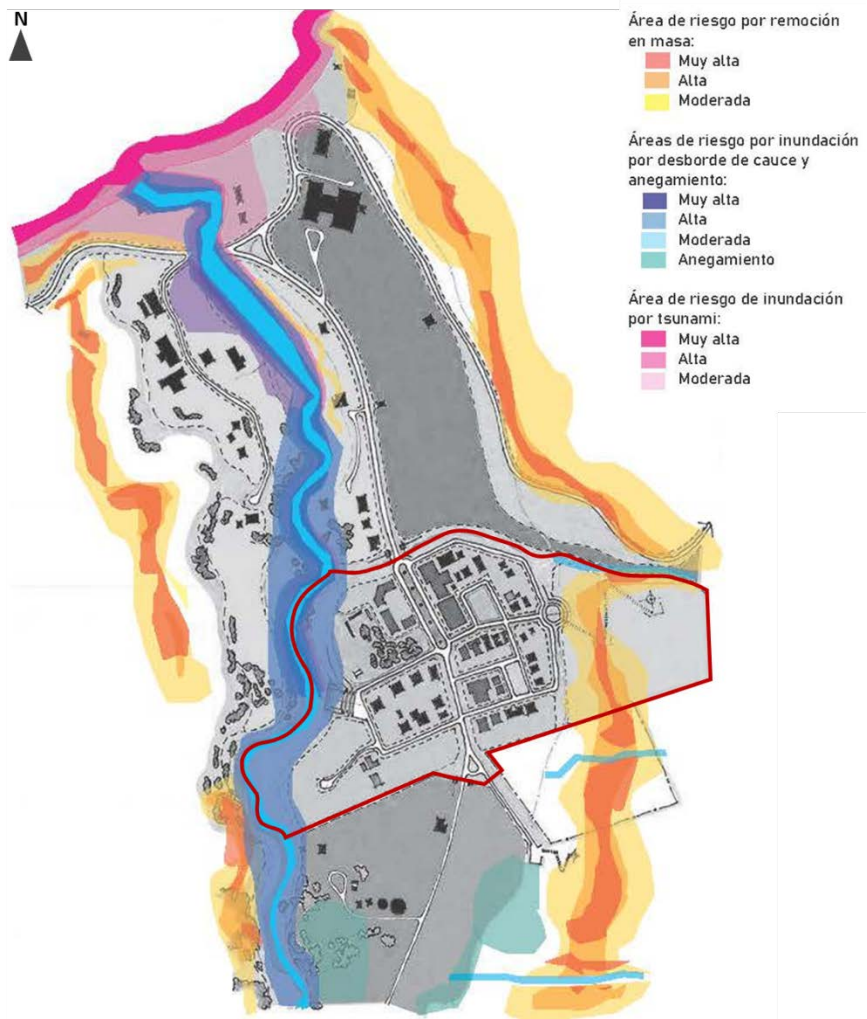 N
Área de riesgo por remoción
en masa:
Muy alta
Alta
Moderada
Áreas de riesgo por inundación
por desborde de cauce y
anegamiento:
Muy alta
Alta
Moderada
Anegamiento
Área de riesgo de inundación
por tsunami:
Muy alta
Alta
Moderada